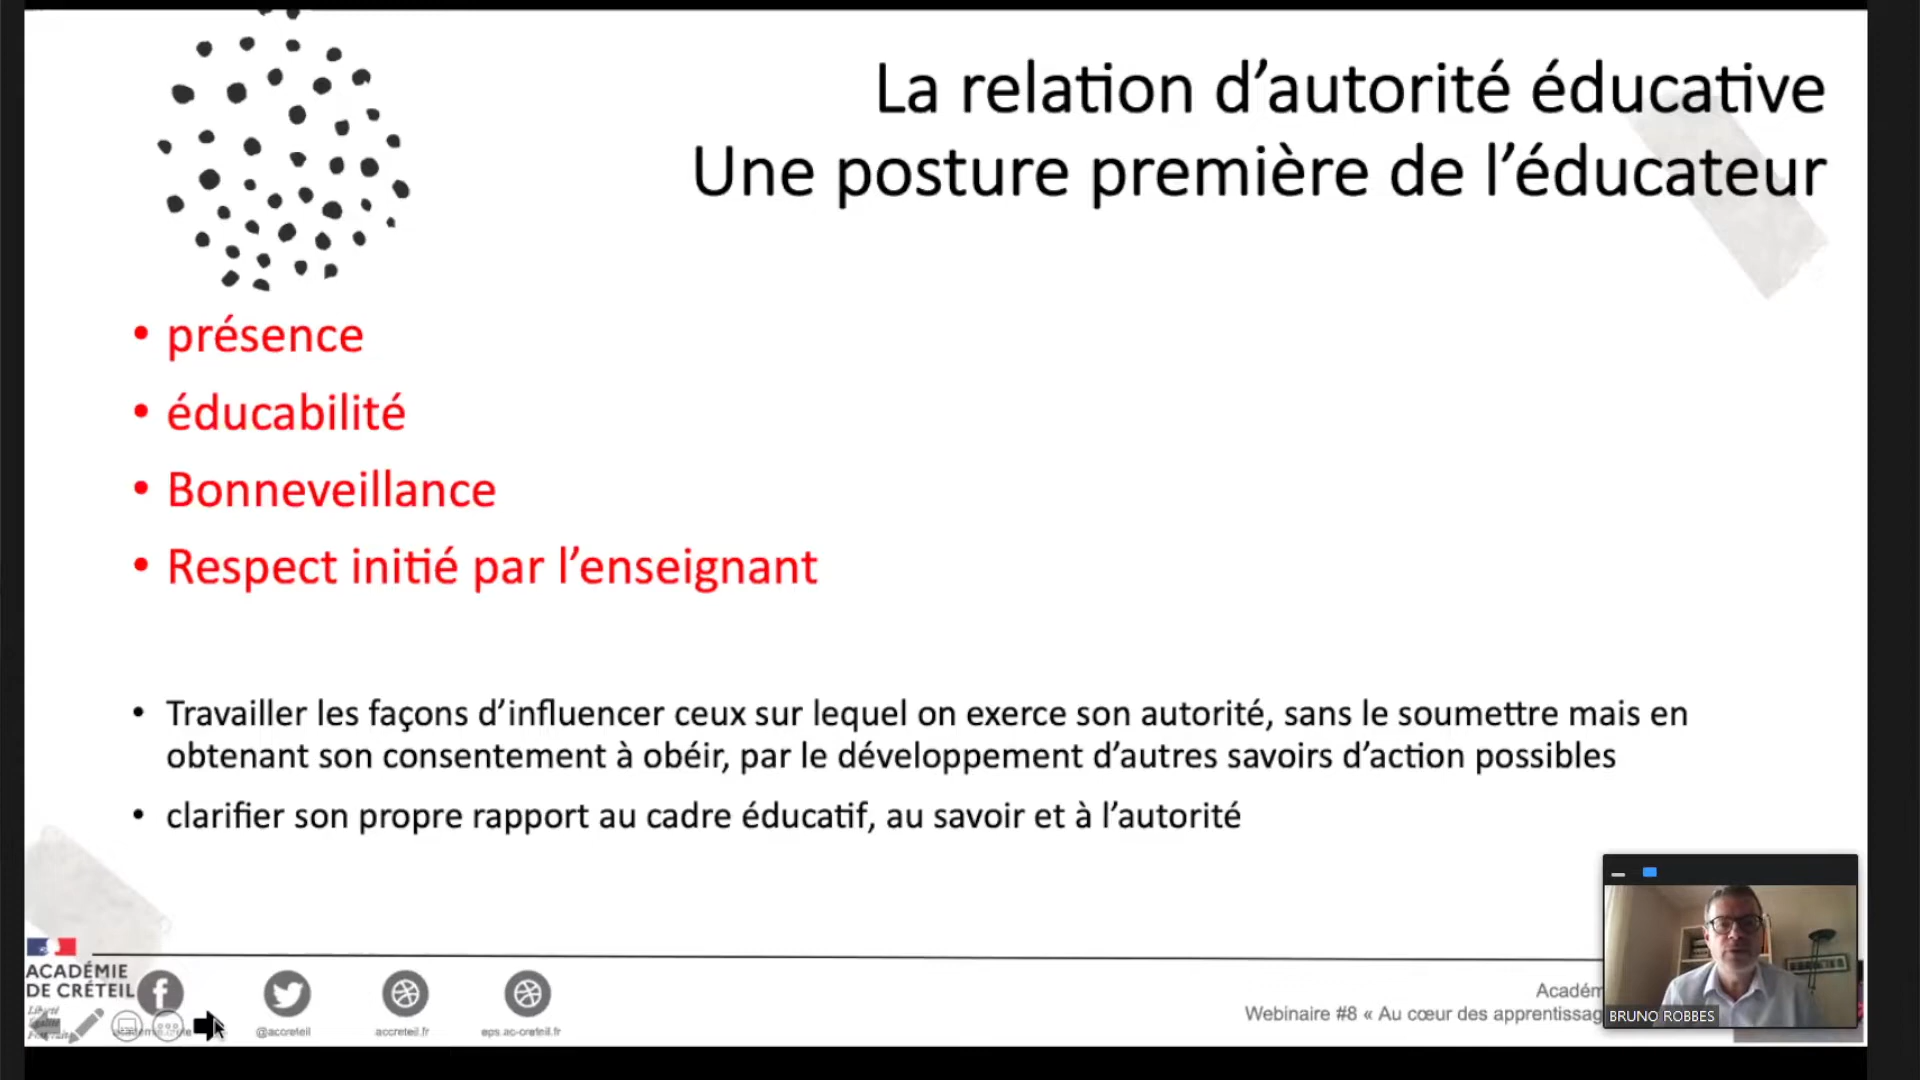 La relation d’autorité éducative
Une posture première de l’éducateur
• présence
• éducabilité
• Bonneveillance
• Respect initié par l’enseignant
• Travailler les façons d’influencer ceux sur lequel on exerce son autorité, sans le soumettre mais en
obtenant son consentement à obéir, par le développement d’autres savoirs d’action possibles
• clarifier son propre rapport au cadre éducatif, au savoir et à l’autorité
ACADÉMIE
DE CRÉTEIL
Liberté
@accreteil
accreteil.fr
eps.ac-creteil.fr
Académ
Webinaire #8 « Au cœur des apprentissag
BRUNO ROBBES